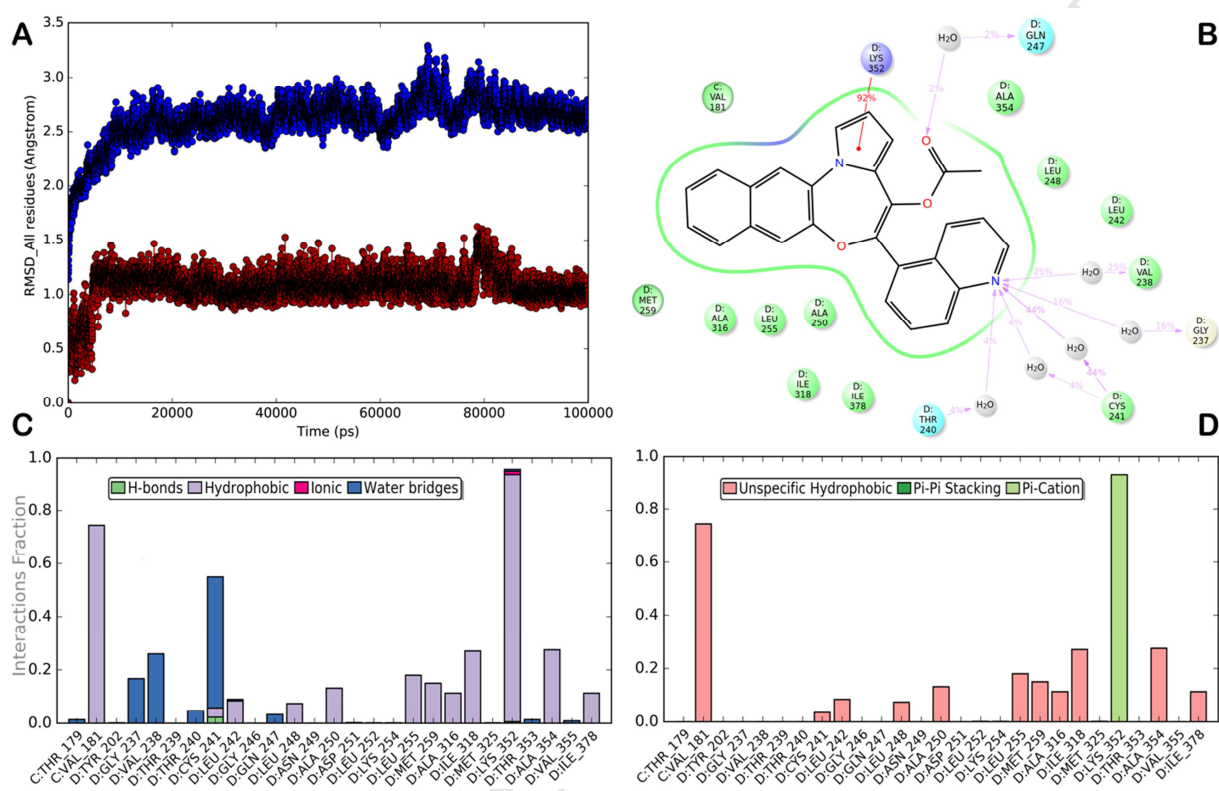 A
RMSD_All residues (Angstrom)
3.5
3.0
2.5
2.0
1.5
1.0
0.5
0.0
0
20000
40000
60000
80000
100000
Time (ps)
B
D:
LYS
352
H2O
2%
D:
GLN
247
C:
VAL
181
92%
2%
D:
ALA
354
N
O
O
O
N
D:
LEU
248
D:
LEU
242
25%
H2O
25%
D:
VAL
238
16%
H2O
16%
D:
GLY
237
44%
H2O
44%
4%
H2O
4%
D:
CYS
241
4%
H2O
4%
D:
THR
240
D:
MET
259
D:
ALA
316
D:
LEU
255
D:
ALA
250
D:
ILE
318
D:
ILE
378
C
Interactions Fraction
1.0
0.8
0.6
0.4
0.2
0.0
H-bonds Hydrophobic Ionic Water bridges
C:THR_179
C:VAL_181
D:TYR_202
D:GLY_237
D:VAL_238
D:THR_239
D:THR_240
D:CYS_241
D:LEU_242
D:GLY_246
D:GLN_247
D:LEU_248
D:ASN_249
D:ALA_250
D:ASP_251
D:LEU_252
D:LYS_254
D:LEU_255
D:MET_259
D:ALA_316
D:ILE_318
D:MET_325
D:LYS_352
D:THR_353
D:ALA_354
D:VAL_355
D:ILE_378
D
1.0
0.8
0.6
0.4
0.2
0.0
Unspecific Hydrophobic Pi-Pi Stacking Pi-Cation
C:THR_179
C:VAL_181
D:TYR_202
D:GLY_237
D:VAL_238
D:THR_239
D:THR_240
D:CYS_241
D:LEU_242
D:GLY_246
D:GLN_247
D:LEU_248
D:ASN_249
D:ALA_250
D:ASP_251
D:LEU_252
D:LYS_254
D:LEU_255
D:MET_259
D:ALA_316
D:ILE_318
D:MET_325
D:LYS_352
D:THR_353
D:ALA_354
D:VAL_355
D:ILE_378